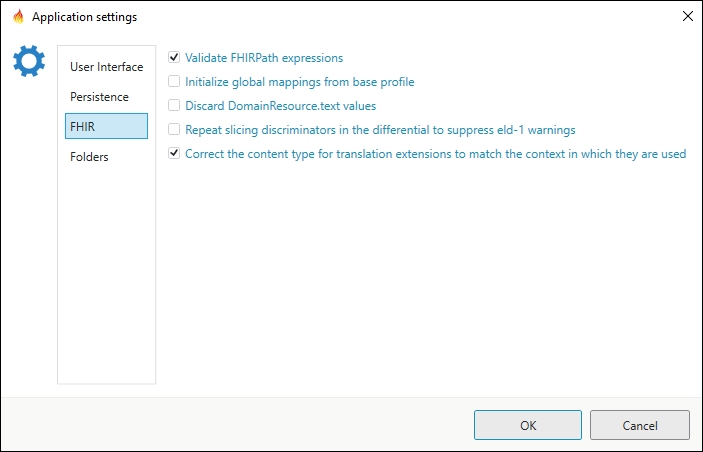 Application settings
User Interface
Persistence
FHIR
Folders
Validate FHIRPath expressions
Initialize global mappings from base profile
Discard DomainResource.text values
Repeat slicing discriminators in the differential to suppress eld-1 warnings
Correct the content type for translation extensions to match the context in which they are used
OK
Cancel